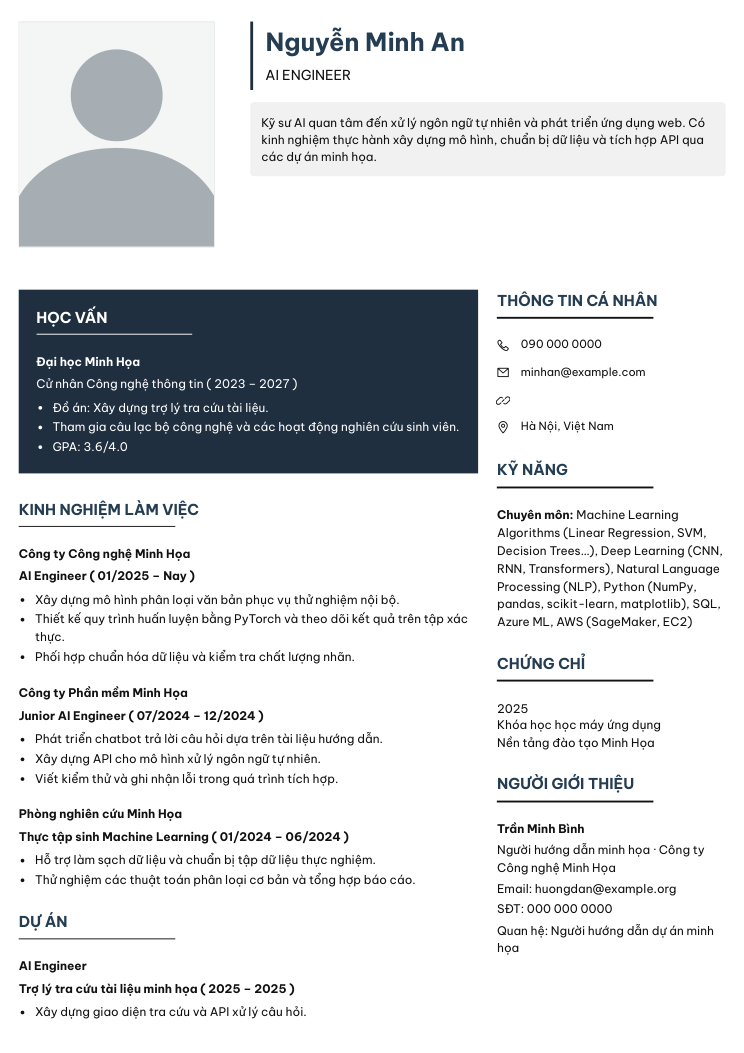 Nguyễn Minh An
AI ENGINEER
Kỹ sư AI quan tâm đến xử lý ngôn ngữ tự nhiên và phát triển ứng dụng web. Có
kinh nghiệm thực hành xây dựng mô hình, chuẩn bị dữ liệu và tích hợp API qua
các dự án minh họa.
HỌC VẤN
Đại học Minh Họa
Cử nhân Công nghệ thông tin ( 2023 – 2027 )
• Đồ án: Xây dựng trợ lý tra cứu tài liệu.
• Tham gia câu lạc bộ công nghệ và các hoạt động nghiên cứu sinh viên.
• GPA: 3.6/4.0
KINH NGHIỆM LÀM VIỆC
Công ty Công nghệ Minh Họa
AI Engineer ( 01/2025 – Nay )
• Xây dựng mô hình phân loại văn bản phục vụ thử nghiệm nội bộ.
• Thiết kế quy trình huấn luyện bằng PyTorch và theo dõi kết quả trên tập xác
thực.
• Phối hợp chuẩn hóa dữ liệu và kiểm tra chất lượng nhãn.
Công ty Phần mềm Minh Họa
Junior AI Engineer ( 07/2024 – 12/2024 )
• Phát triển chatbot trả lời câu hỏi dựa trên tài liệu hướng dẫn.
• Xây dựng API cho mô hình xử lý ngôn ngữ tự nhiên.
• Viết kiểm thử và ghi nhận lỗi trong quá trình tích hợp.
Phòng nghiên cứu Minh Họa
Thực tập sinh Machine Learning ( 01/2024 – 06/2024 )
• Hỗ trợ làm sạch dữ liệu và chuẩn bị tập dữ liệu thực nghiệm.
• Thử nghiệm các thuật toán phân loại cơ bản và tổng hợp báo cáo.
DỰ ÁN
AI Engineer
Trợ lý tra cứu tài liệu minh họa ( 2025 – 2025 )
• Xây dựng giao diện tra cứu và API xử lý câu hỏi.
THÔNG TIN CÁ NHÂN
090 000 0000
minhan@example.com
Hà Nội, Việt Nam
KỸ NĂNG
Chuyên môn: Machine Learning
Algorithms (Linear Regression, SVM,
Decision Trees…), Deep Learning (CNN,
RNN, Transformers), Natural Language
Processing (NLP), Python (NumPy,
pandas, scikit-learn, matplotlib), SQL,
Azure ML, AWS (SageMaker, EC2)
CHỨNG CHỈ
2025
Khóa học học máy ứng dụng
Nền tảng đào tạo Minh Họa
NGƯỜI GIỚI THIỆU
Trần Minh Bình
Người hướng dẫn minh họa · Công ty
Công nghệ Minh Họa
Email: huongdan@example.org
SĐT: 000 000 0000
Quan hệ: Người hướng dẫn dự án minh
họa